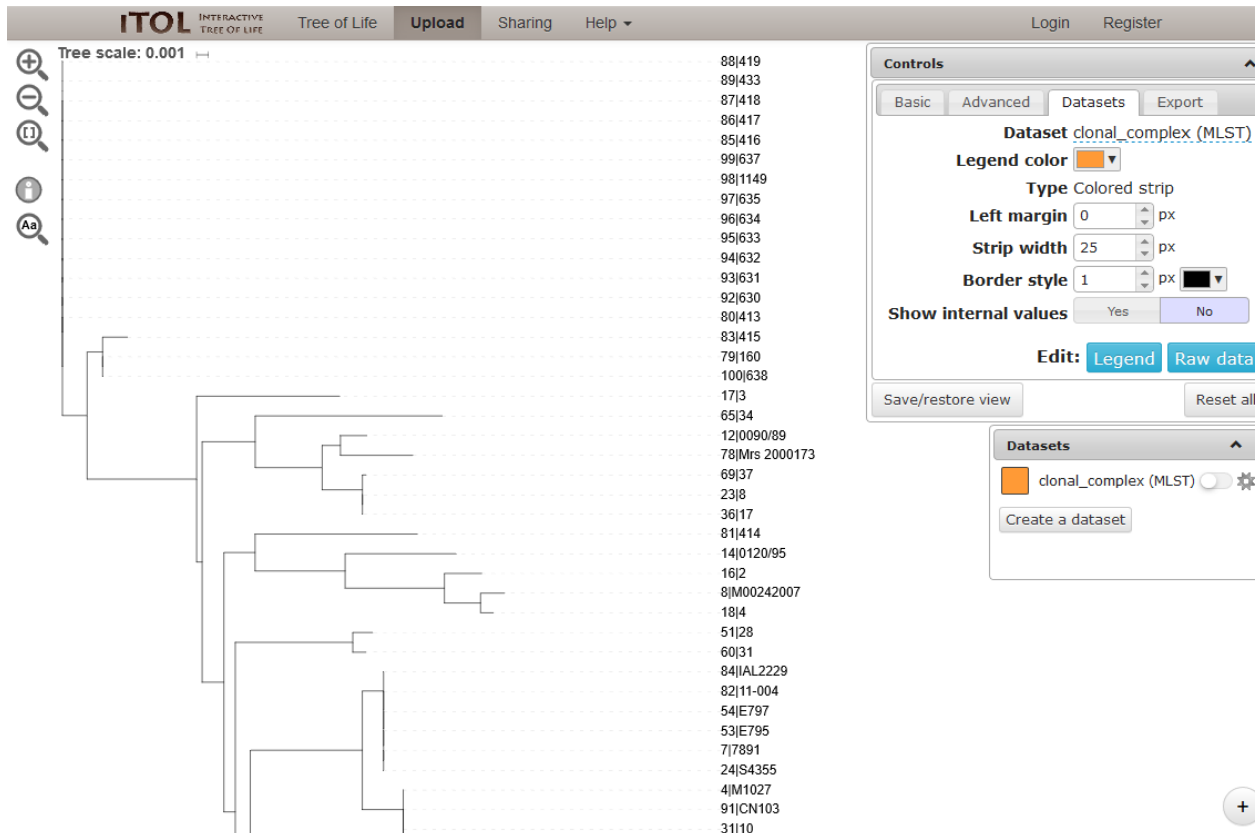 iTOL INTERACTIVE TREE OF LIFE Tree of Life Upload Sharing Help Login Register
Tree scale: 0.001
88|419
89|433
87|418
86|417
85|416
99|637
98|1149
97|635
96|634
95|633
94|632
93|631
92|630
80|413
83|415
79|160
100|638
17|3
65|34
12|0090/89
78|Mrs 2000173
69|37
23|8
36|17
81|414
14|0120/95
16|2
8|M00242007
18|4
51|28
60|31
84|IAL2229
82|11-004
54|E797
53|E795
7|7891
24|S4355
4|M1027
91|CN103
31|10
Aa
Controls
Basic Advanced Datasets Export
Dataset clonal_complex (MLST)
Legend color
Type Colored strip
Left margin 0 px
Strip width 25 px
Border style 1 px
Show internal values Yes No
Edit: Legend Raw data
Save/restore view Reset all
Datasets
clonal_complex (MLST)
Create a dataset
+